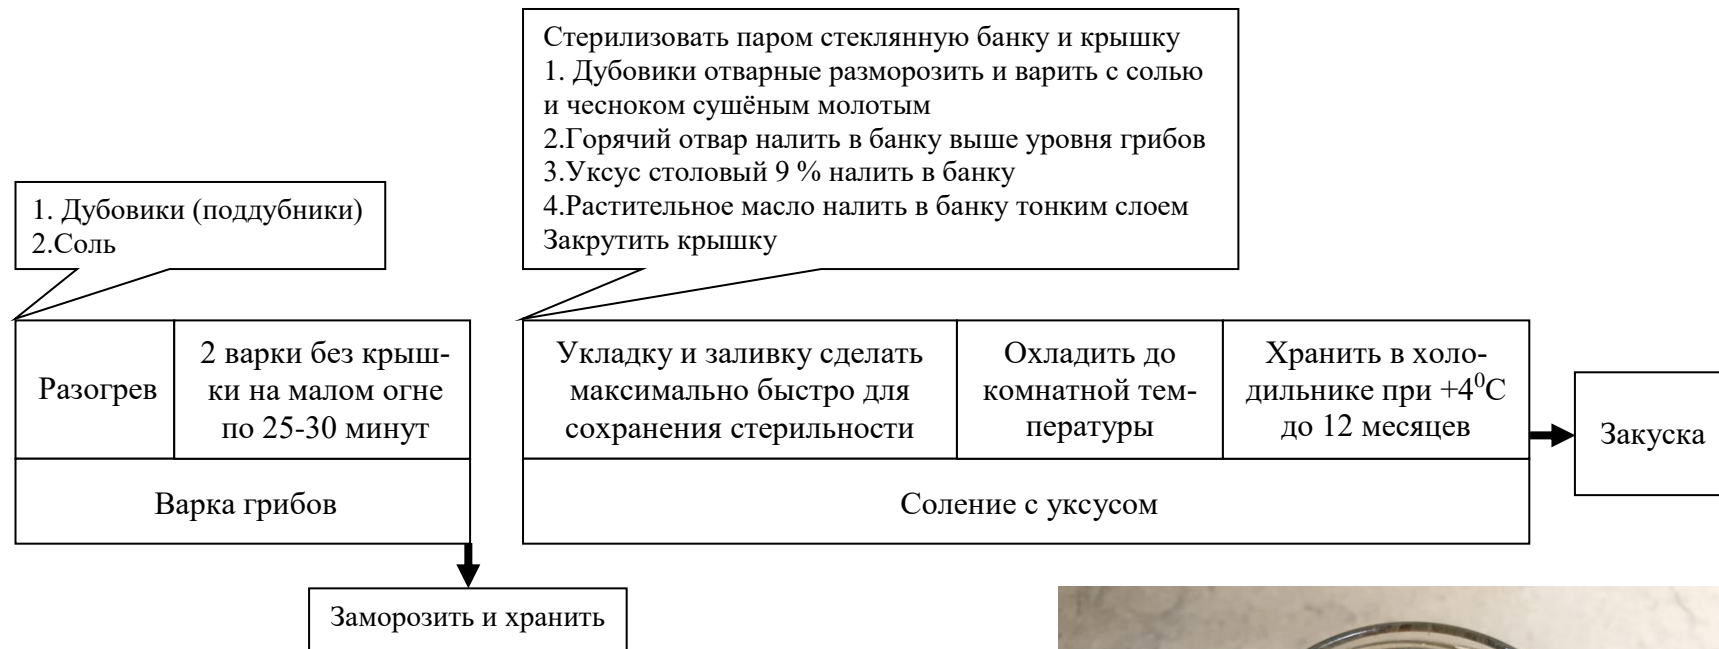 Стерилизовать паром стеклянную банку и крышку
1. Дубовики отварные разморозить и варить с солью
и чесноком сушёным молотым
2.Горячий отвар налить в банку выше уровня грибов
3.Уксус столовый 9 % налить в банку
4.Растительное масло налить в банку тонким слоем
Закрутить крышку
1. Дубовики (поддубники)
2.Соль
Разогрев
2 варки без крыш-
ки на малом огне
по 25-30 минут
Варка грибов
Заморозить и хранить
Укладку и заливку сделать
максимально быстро для
сохранения стерильности
Охладить до
комнатной тем-
пературы
Хранить в холо-
дильнике при +4⁰С
до 12 месяцев
Соление с уксусом
Закуска